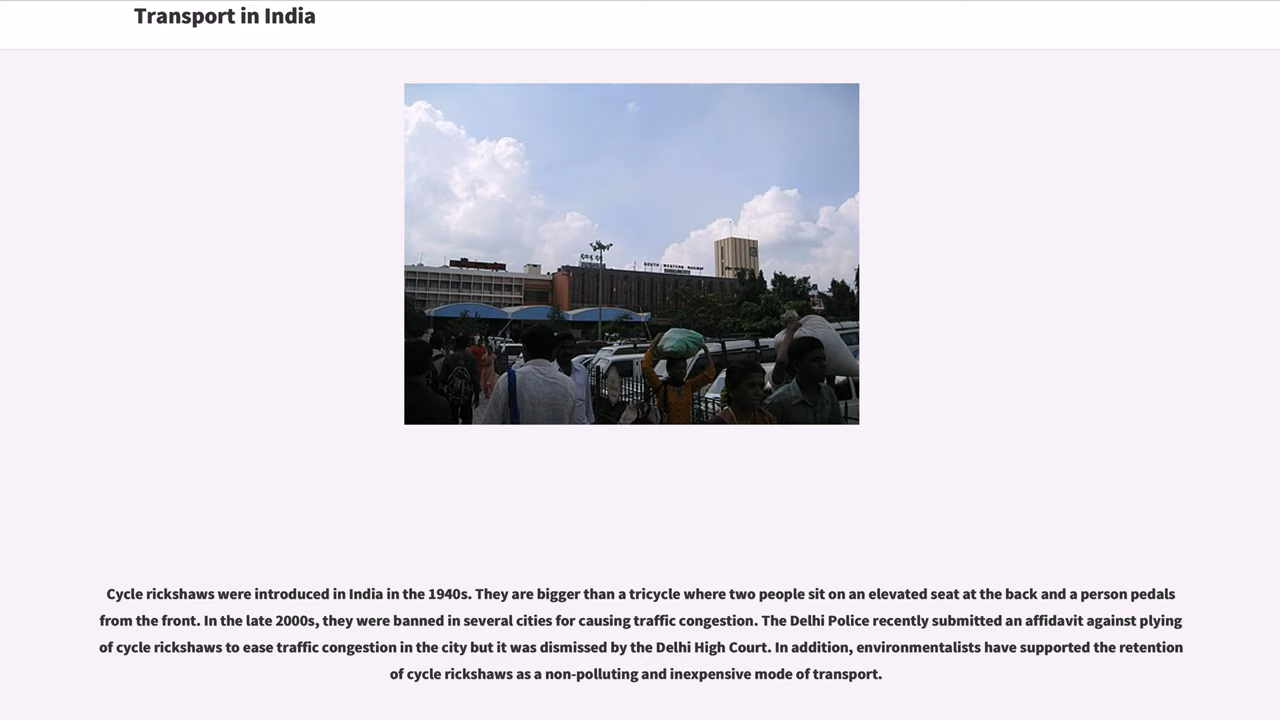 Transport in India
SOUTH WESTERN RAILWAY
Cycle rickshaws were introduced in India in the 1940s. They are bigger than a tricycle where two people sit on an elevated seat at the back and a person pedals
from the front. In the late 2000s, they were banned in several cities for causing traffic congestion. The Delhi Police recently submitted an affidavit against plying
of cycle rickshaws to ease traffic congestion in the city but it was dismissed by the Delhi High Court. In addition, environmentalists have supported the retention
of cycle rickshaws as a non-polluting and inexpensive mode of transport.